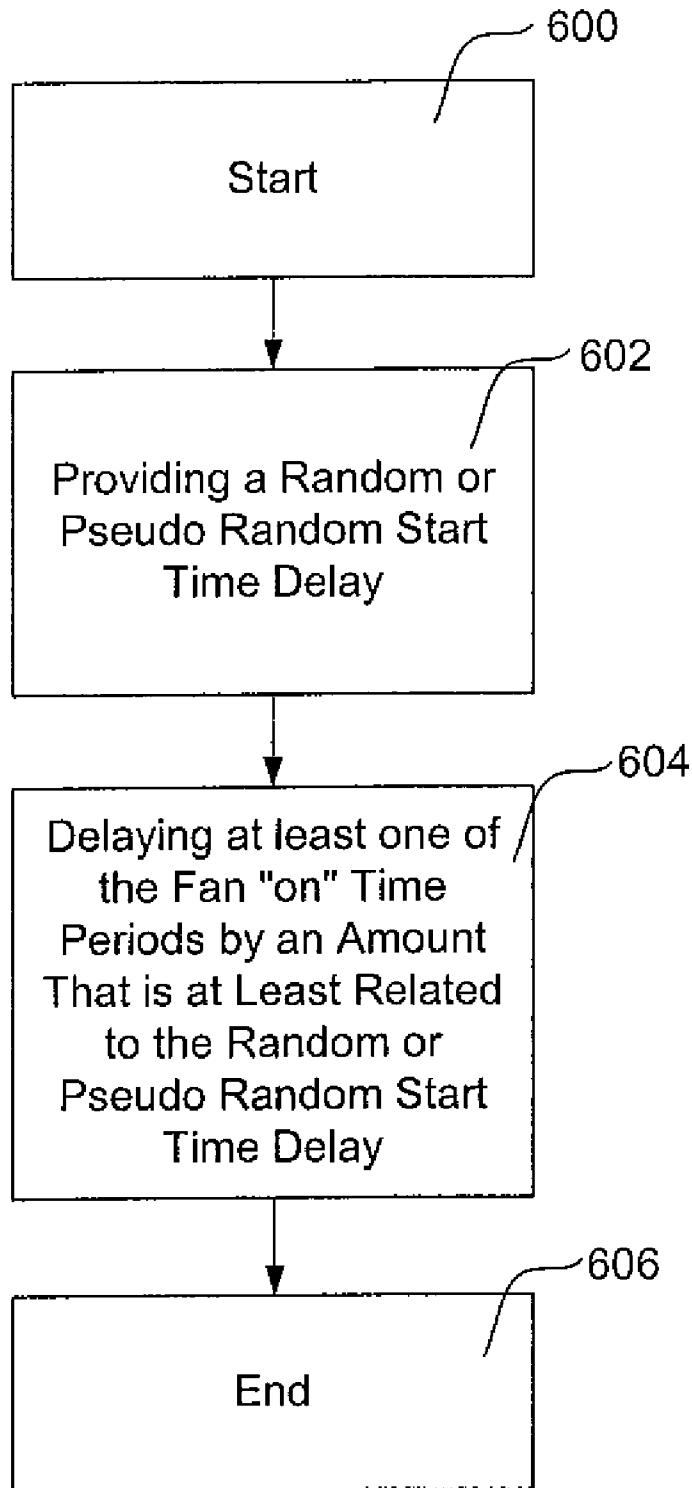 600
Start
602
Providing a Random or
Pseudo Random Start
Time Delay
604
Delaying at least one of
the Fan "on" Time
Periods by an Amount
That is at Least Related
to the Random or
Pseudo Random Start
Time Delay
606
End